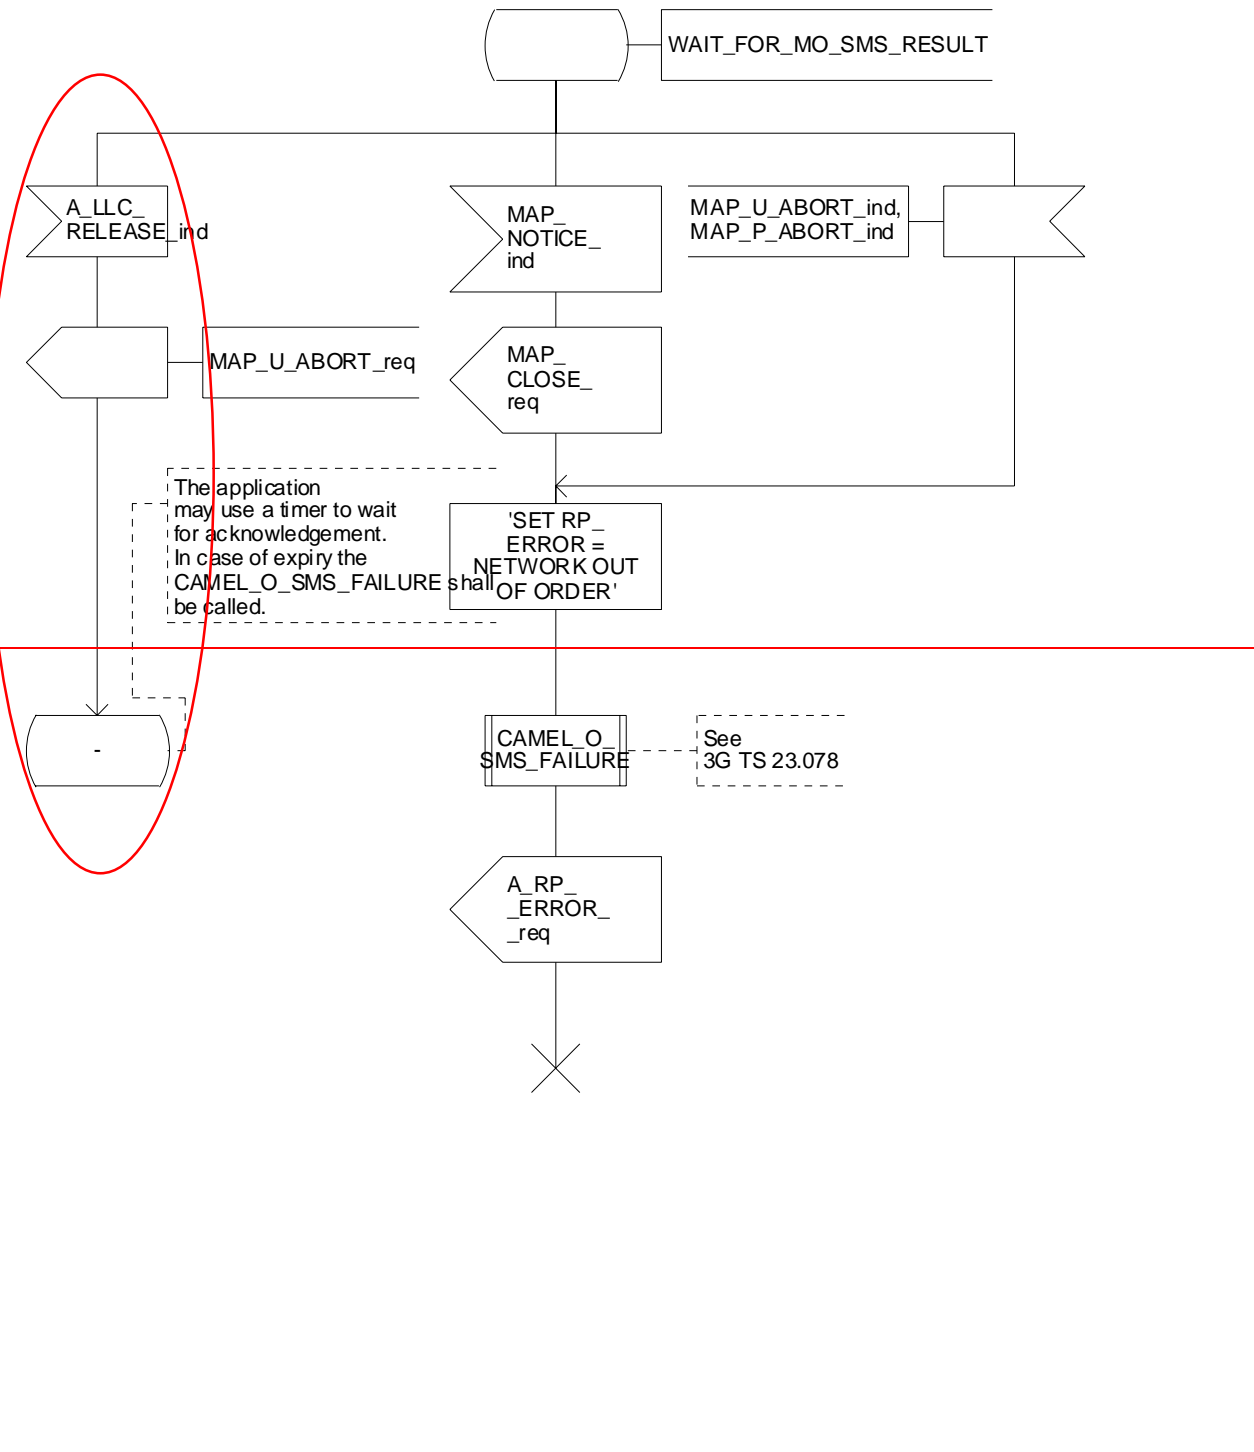 WAIT_FOR_MO_SMS_RESULT
A_LLC_
RELEASE_ind
MAP_
NOTICE_
ind
MAP_U_ABORT_ind,
MAP_P_ABORT_ind
MAP_U_ABORT_req
MAP_
CLOSE_
req
The application
may use a timer to wait
for acknowledgement.
In case of expiry the
CAMEL_O_SMS_FAILURE shall
be called.
'SET RP_
ERROR =
NETWORK OUT
OF ORDER'
-
CAMEL_O_
SMS_FAILURE
See
3G TS 23.078
A_RP_
_ERROR_
_req